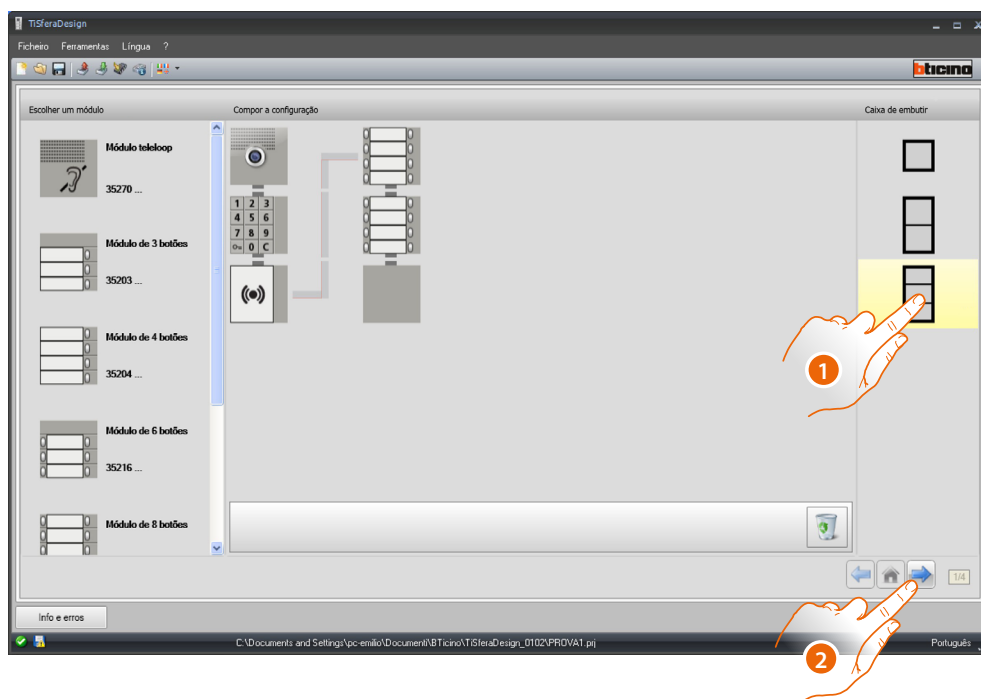 TiSferaDesign
Ficheiro Ferramentas Língua ?
bticino
Escolher um módulo
Compor a configuração
Caixa de embutir
Módulo teleloop
35270 ...
Módulo de 3 botões
35203 ...
Módulo de 4 botões
35204 ...
Módulo de 6 botões
35216 ...
Módulo de 8 botões
1 2 3
4 5 6
7 8 9
0 C
1
1/4
Info e erros
C:\Documents and Settings\pc-emilio\Documenti\BTicino\TiSferaDesign_0102\PROVA1.prj
Português
2